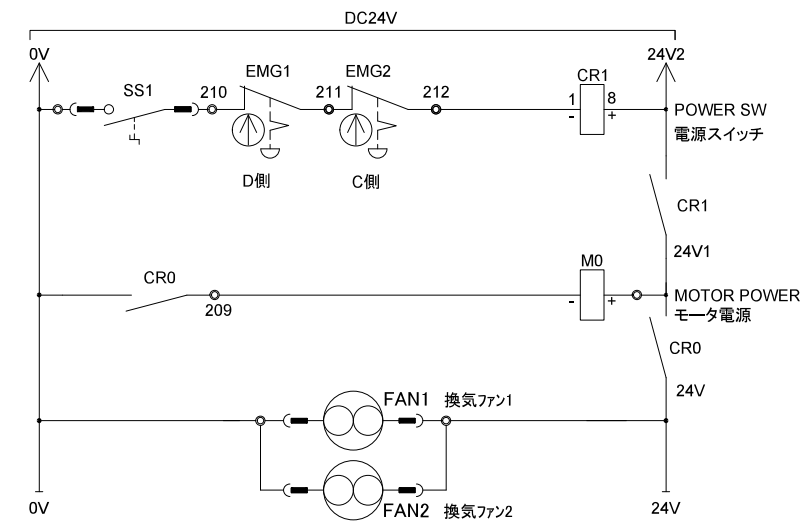 DC24V
0V
24V2
SS1
210
EMG1
211
EMG2
212
CR1
1
8
-
+
POWER SW
電源スイッチ
D側
C側
CR1
24V1
CR0
209
M0
-
+
MOTOR POWER
モータ電源
CR0
24V
FAN1 換気ファン1
FAN2 換気ファン2
0V
24V